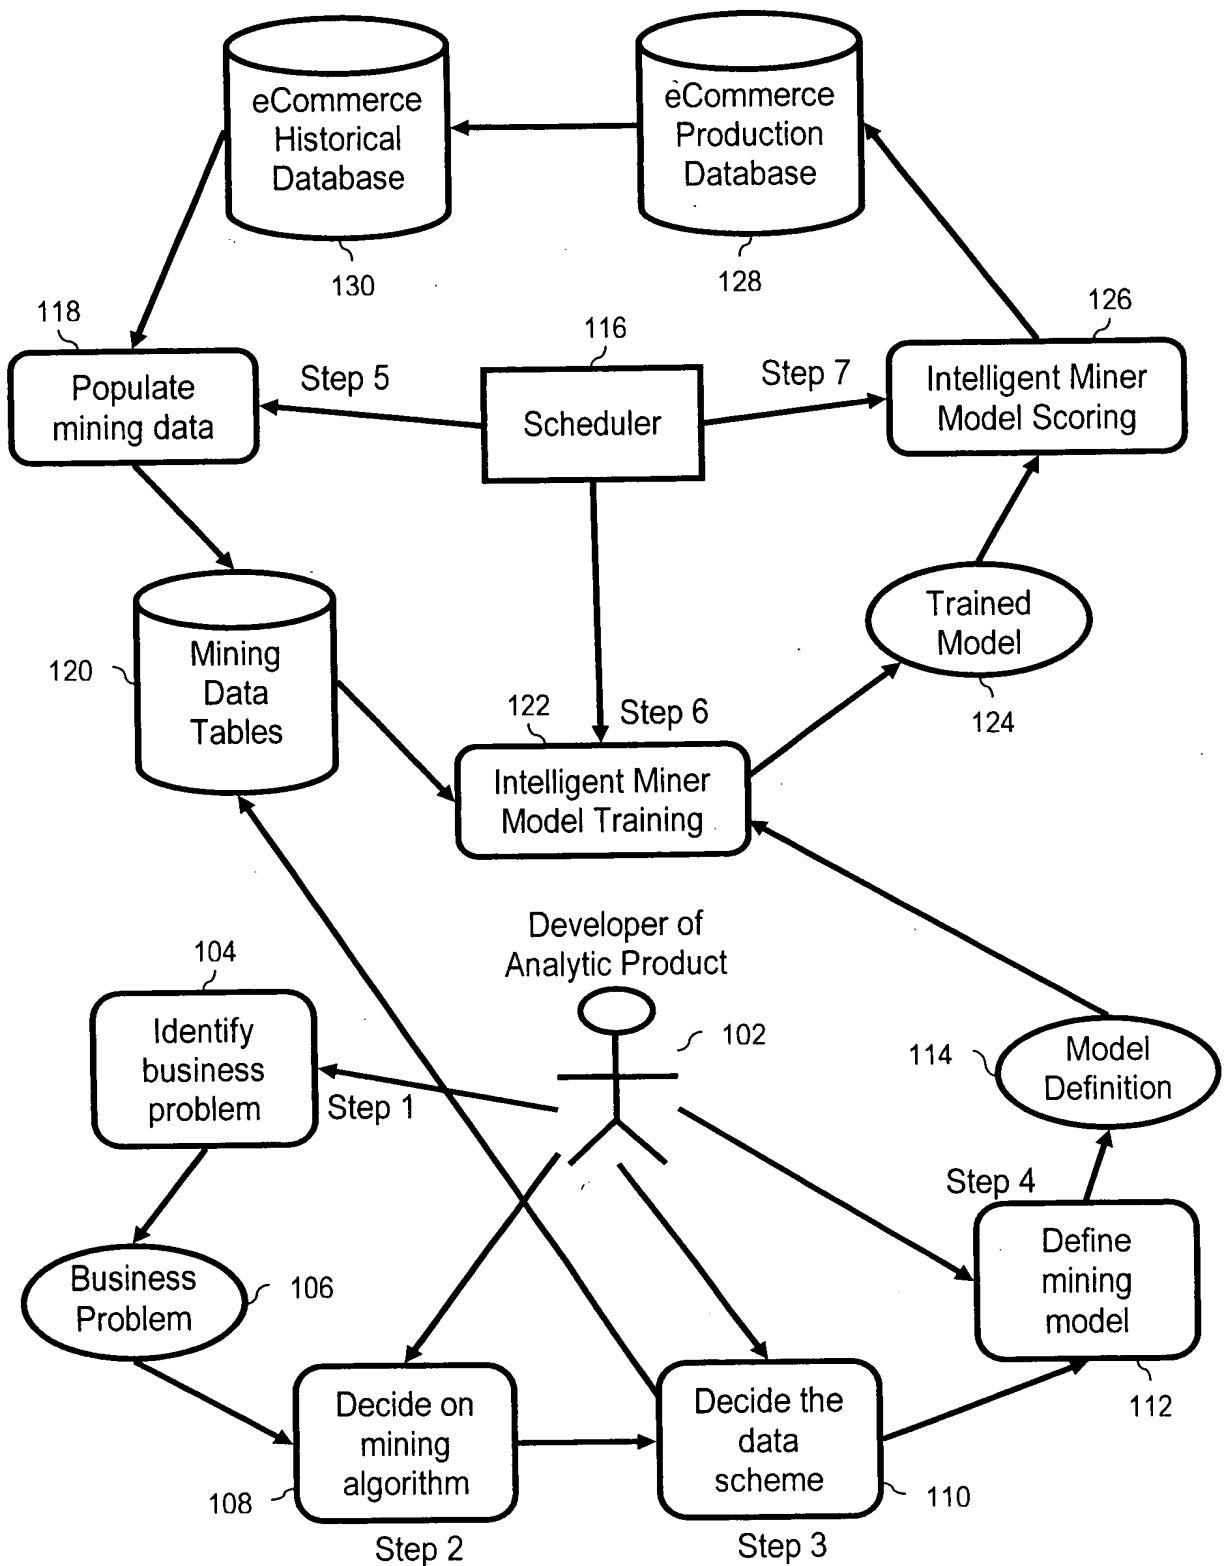 eCommerce
Historical
Database
eCommerce
Production
Database
130
128
118
116
126
Populate
mining data
Step 5
Scheduler
Step 7
Intelligent Miner
Model Scoring
120
Mining
Data
Tables
Trained
Model
124
122
Step 6
Intelligent Miner
Model Training
Developer of
Analytic Product
104
Identify
business
problem
Step 1
102
114
Model
Definition
Step 4
Business
Problem
106
Define
mining
model
112
Decide on
mining
algorithm
108
Step 2
Decide the
data
scheme
110
Step 3